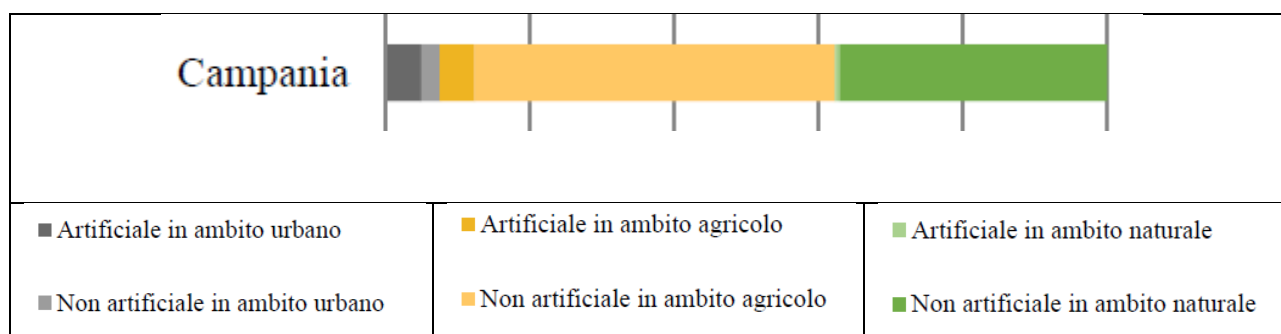 Campania
Artificiale in ambito urbano
Artificiale in ambito agricolo
Artificiale in ambito naturale
Non artificiale in ambito urbano
Non artificiale in ambito agricolo
Non artificiale in ambito naturale